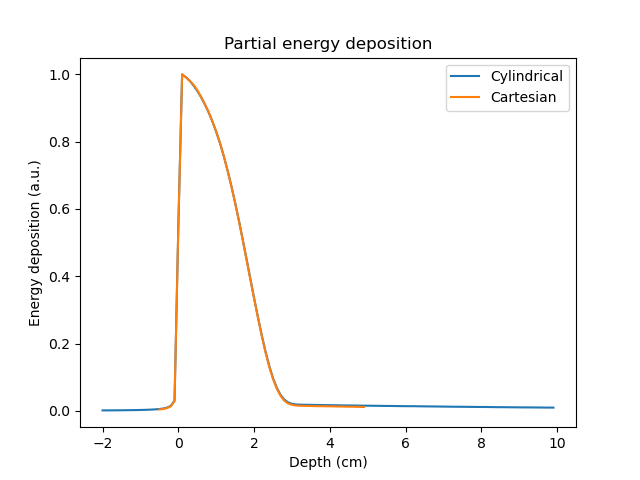 Partial energy deposition
Cylindrical
Cartesian
Energy deposition (a.u.)
1.0
0.8
0.6
0.4
0.2
0.0
−2
0
2
4
6
8
10
Depth (cm)